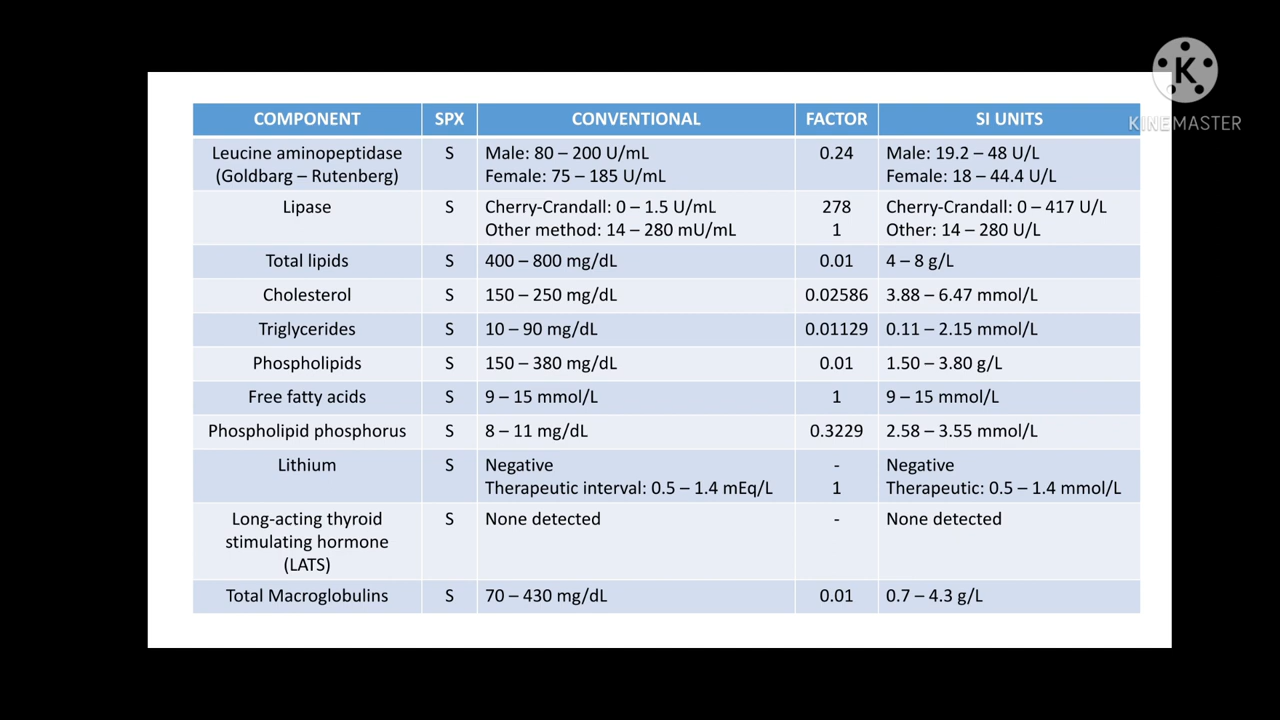 K
KINEMASTER
COMPONENT SPX CONVENTIONAL FACTOR SI UNITS
Leucine aminopeptidase S Male: 80 – 200 U/mL 0.24 Male: 19.2 – 48 U/L
(Goldbarg – Rutenberg) Female: 75 – 185 U/mL Female: 18 – 44.4 U/L
Lipase S Cherry-Crandall: 0 – 1.5 U/mL 278 Cherry-Crandall: 0 – 417 U/L
Other method: 14 – 280 mU/mL 1 Other: 14 – 280 U/L
Total lipids S 400 – 800 mg/dL 0.01 4 – 8 g/L
Cholesterol S 150 – 250 mg/dL 0.02586 3.88 – 6.47 mmol/L
Triglycerides S 10 – 90 mg/dL 0.01129 0.11 – 2.15 mmol/L
Phospholipids S 150 – 380 mg/dL 0.01 1.50 – 3.80 g/L
Free fatty acids S 9 – 15 mmol/L 1 9 – 15 mmol/L
Phospholipid phosphorus S 8 – 11 mg/dL 0.3229 2.58 – 3.55 mmol/L
Lithium S Negative - Negative
Therapeutic interval: 0.5 – 1.4 mEq/L 1 Therapeutic: 0.5 – 1.4 mmol/L
Long-acting thyroid S None detected - None detected
stimulating hormone
(LATS)
Total Macroglobulins S 70 – 430 mg/dL 0.01 0.7 – 4.3 g/L